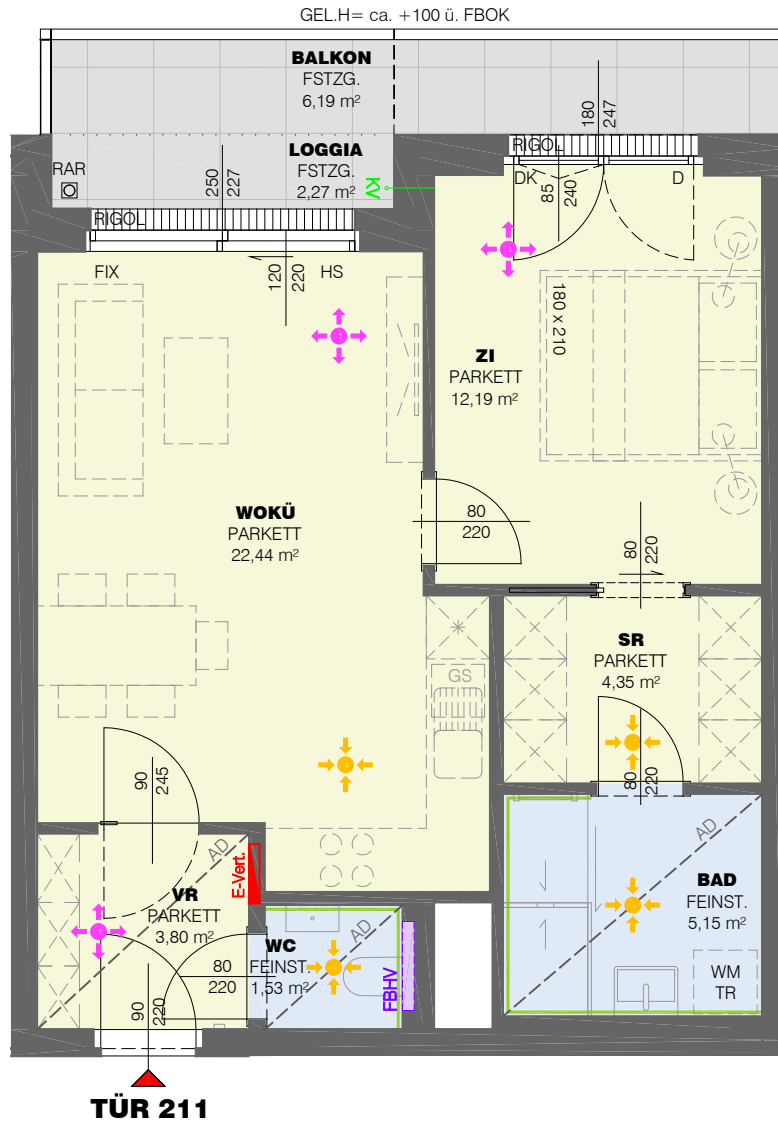 GEL.H= ca. +100 ü. FBOK
BALKON
FSTZG.
6,19 m²
LOGGIA
FSTZG.
2,27 m²
RAR
KV
250
227
180
247
RIGOL
RIGOL
DK
85
240
D
FIX
120
220
HS
180 x 210
ZI
PARKETT
12,19 m²
WOKÜ
PARKETT
22,44 m²
80
220
80
220
SR
PARKETT
4,35 m²
GS
90
245
80
220
AD
E-Vert.
VR
PARKETT
3,80 m²
AD
BAD
FEINST.
5,15 m²
AD
WC
FEINST.
1,53 m²
80
220
FBHV
WM
TR
90
220
TÜR 211